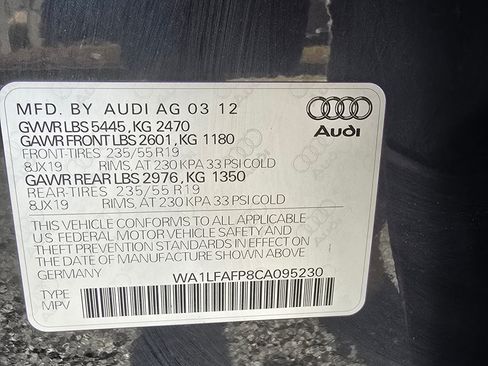 MFD. BY AUDI AG 03 12
GVWR LBS 5445, KG 2470
GAWR FRONT LBS 2601, KG 1180
FRONT-TIRES 235/55 R19
8JX19 RIMS, AT 230 KPA 33 PSI COLD
GAWR REAR LBS 2976, KG 1350
REAR-TIRES 235/55 R19
8JX19 RIMS, AT 230 KPA 33 PSI COLD
Audi
THIS VEHICLE CONFORMS TO ALL APPLICABLE
U.S. FEDERAL MOTOR VEHICLE SAFETY AND
THEFT PREVENTION STANDARDS IN EFFECT ON
THE DATE OF MANUFACTURE SHOWN ABOVE
GERMANY WA1LFAFP8CA095230
TYPE
MPV